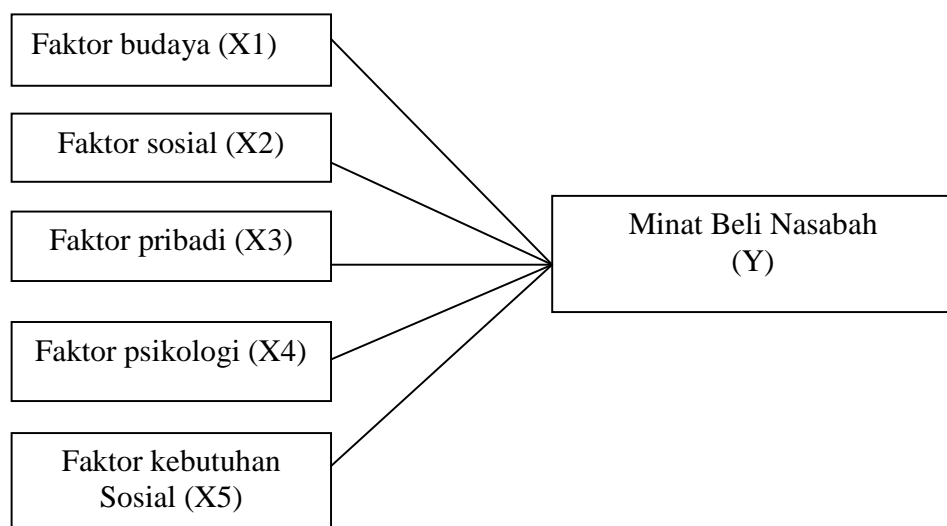 Faktor budaya (X1)
Faktor sosial (X2)
Faktor pribadi (X3)
Faktor psikologi (X4)
Faktor kebutuhan
Sosial (X5)
Minat Beli Nasabah
(Y)